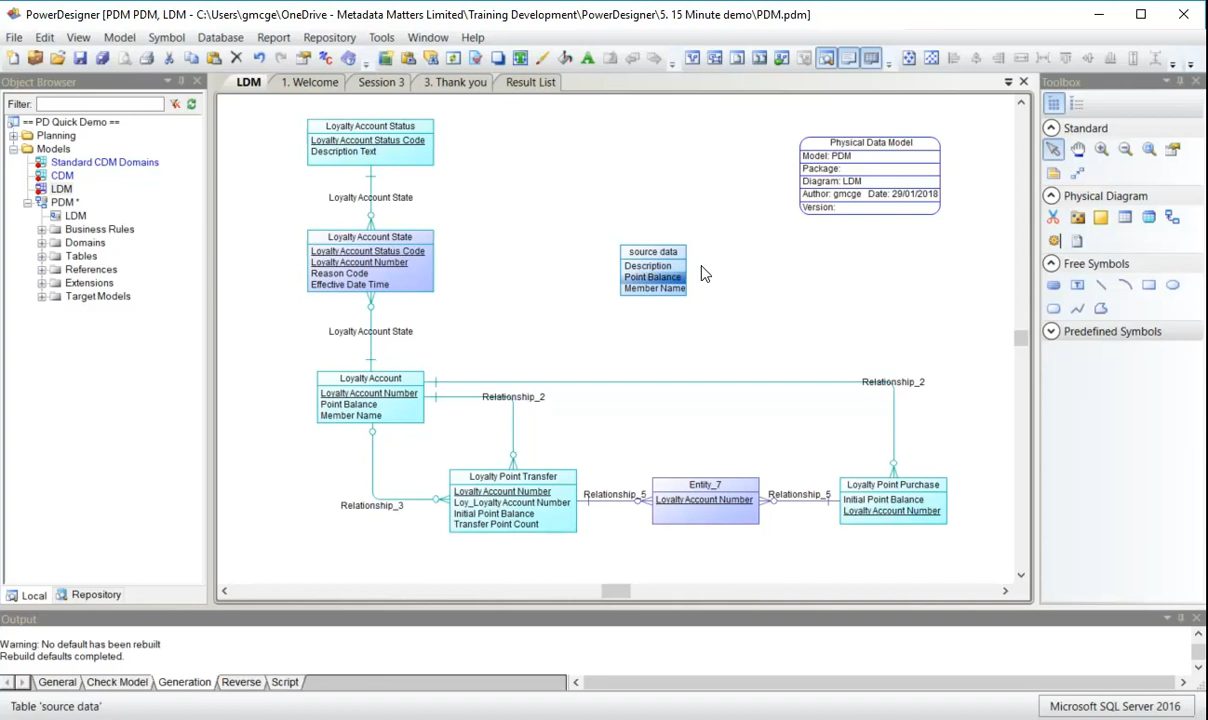 PowerDesigner [PDM PDM, LDM - C:\Users\gmcge\OneDrive - Metadata Matters Limited\Training Development\PowerDesigner\5. 15 Minute demo\PDM.pdm]
File Edit View Model Symbol Database Report Repository Tools Window Help
Object Browser
Filter:
== PD Quick Demo ==
Planning
Models
Standard CDM Domains
CDM
LDM
PDM *
LDM
Business Rules
Domains
Tables
References
Extensions
Target Models
Local Repository
LDM 1. Welcome Session 3 3. Thank you Result List
Loyalty Account Status
Loyalty Account Status Code
Description Text
Loyalty Account State
Loyalty Account State
Loyalty Account Status Code
Loyalty Account Number
Reason Code
Effective Date Time
Loyalty Account State
Loyalty Account
Loyalty Account Number
Point Balance
Member Name
source data
Description
Point Balance
Member Name
Physical Data Model
Model: PDM
Package:
Diagram: LDM
Author: gmcge Date: 29/01/2018
Version:
Relationship_2
Relationship_2
Relationship_3
Loyalty Point Transfer
Loyalty Account Number
Loy_Loyalty Account Number
Initial Point Balance
Transfer Point Count
Relationship_5
Entity_7
Loyalty Account Number
Relationship_5
Loyalty Point Purchase
Initial Point Balance
Loyalty Account Number
Toolbox
Standard
Physical Diagram
Free Symbols
Predefined Symbols
Output
Warning: No default has been rebuilt
Rebuild defaults completed.
General Check Model Generation Reverse Script
Table 'source data'
Microsoft SQL Server 2016